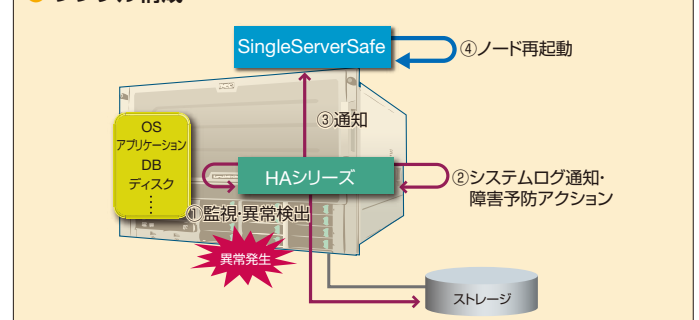 SingleServerSafe
④ノード再起動
③通知
OS
アプリケーション
DB
ディスク
HAシリーズ
②システムログ通知・
障害予防アクション
①監視・異常検出
異常発生
ストレージ